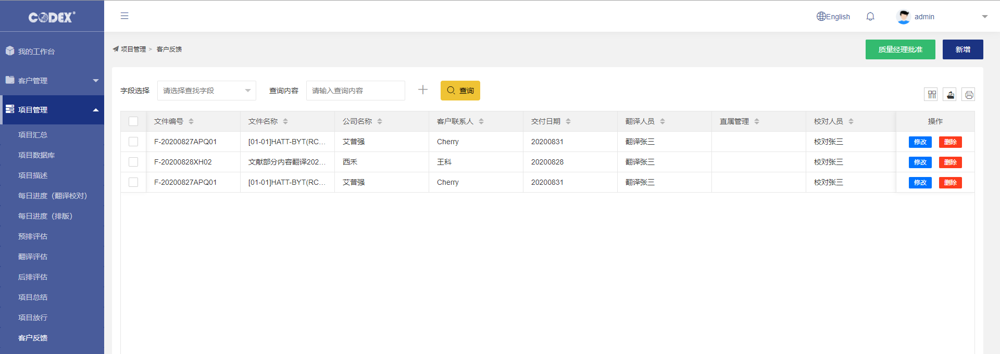 CODEX®
English
admin
我的工作台
客户管理
项目管理
项目汇总
项目数据库
项目描述
每日进度（翻译校对）
每日进度（排版）
预排评估
翻译评估
后排评估
项目总结
项目放行
客户反馈
项目管理 > 客户反馈
质量经理批准 新增
字段选择 请选择查找字段 查询内容 请输入查询内容 查询
文件编号 文件名称 公司名称 客户联系人 交付日期 翻译人员 直属管理 校对人员 操作
F-20200827APQ01 [01-01]HATT-BYT(RC... 艾普强 Cherry 20200831 翻译张三 校对张三 修改 删除
F-20200828XH02 文献部分内容翻译202... 西禾 王科 20200828 翻译张三 校对张三 修改 删除
F-20200827APQ01 [01-01]HATT-BYT(RC... 艾普强 Cherry 20200831 翻译张三 校对张三 修改 删除